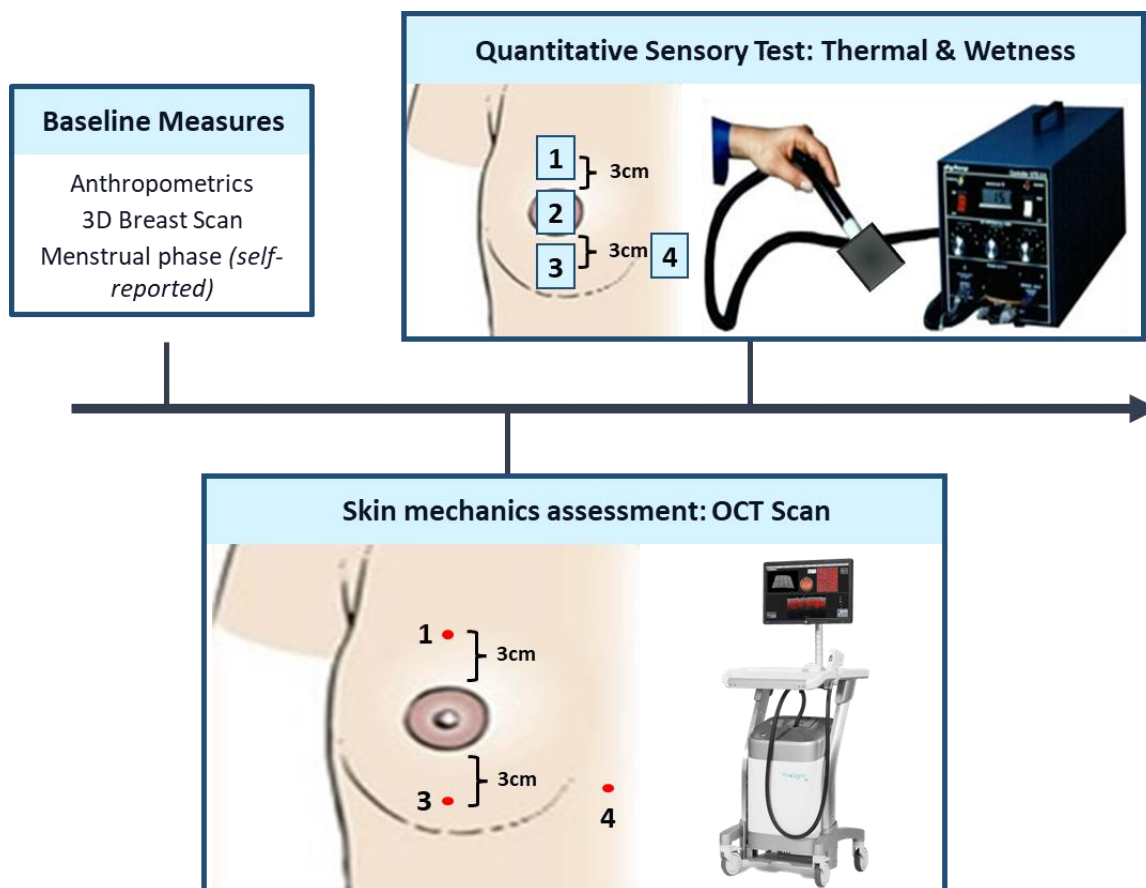 Quantitative Sensory Test: Thermal & Wetness
Baseline Measures
Anthropometrics
3D Breast Scan
Menstrual phase (self-
reported)
1
3cm
2
3cm
3
4
15
Skin mechanics assessment: OCT Scan
1
3cm
3cm
3
4